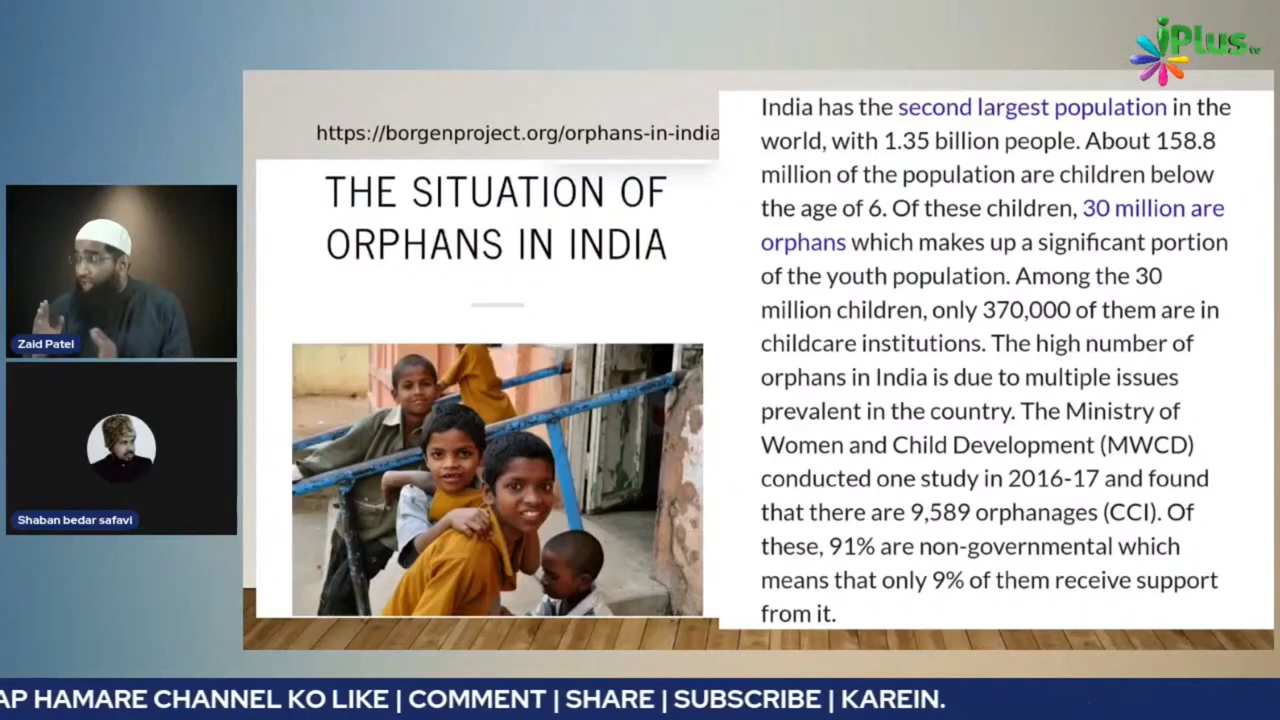 iPlus tv
https://borgenproject.org/orphans-in-india
THE SITUATION OF
ORPHANS IN INDIA
India has the second largest population in the
world, with 1.35 billion people. About 158.8
million of the population are children below
the age of 6. Of these children, 30 million are
orphans which makes up a significant portion
of the youth population. Among the 30
million children, only 370,000 of them are in
childcare institutions. The high number of
orphans in India is due to multiple issues
prevalent in the country. The Ministry of
Women and Child Development (MWCD)
conducted one study in 2016-17 and found
that there are 9,589 orphanages (CCI). Of
these, 91% are non-governmental which
means that only 9% of them receive support
from it.
Zaid Patel
Shaban bedar safavi
AP HAMARE CHANNEL KO LIKE | COMMENT | SHARE | SUBSCRIBE | KAREIN.